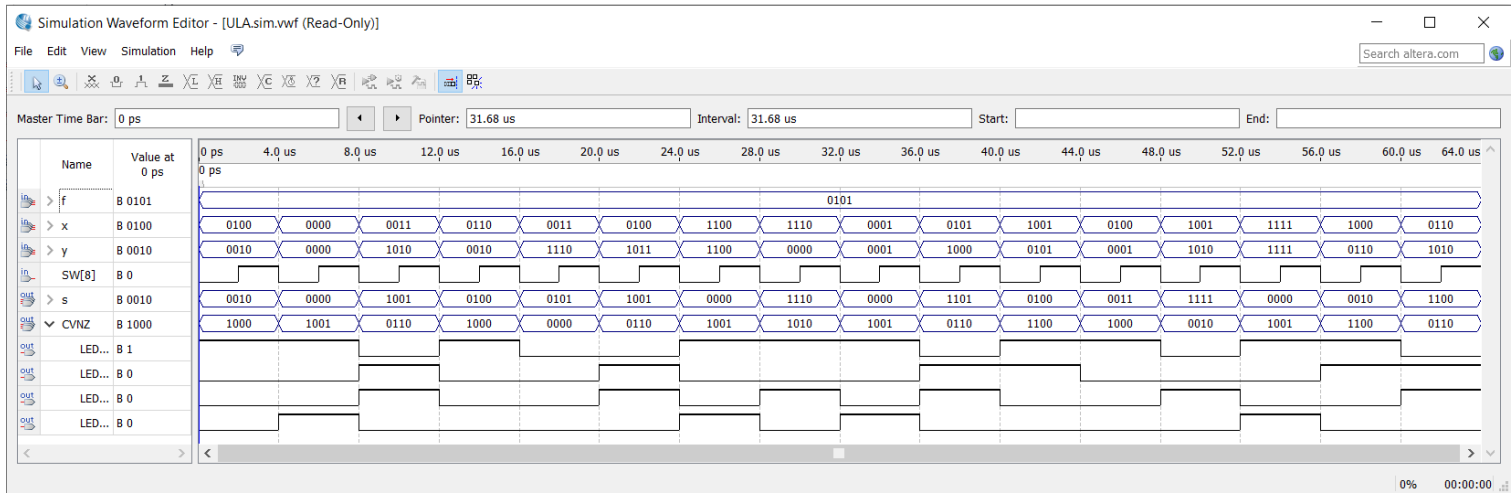 Simulation Waveform Editor - [ULA.sim.vwf (Read-Only)]
File Edit View Simulation Help
Search altera.com
Master Time Bar: 0 ps Pointer: 31.68 us Interval: 31.68 us Start: End:
Name Value at 0 ps
0 ps 4.0 us 8.0 us 12.0 us 16.0 us 20.0 us 24.0 us 28.0 us 32.0 us 36.0 us 40.0 us 44.0 us 48.0 us 52.0 us 56.0 us 60.0 us 64.0 us
0 ps
f B 0101 0101
x B 0100 0100 0000 0011 0110 0011 0100 1100 1110 0001 0101 1001 0100 1001 1111 1000 0110
y B 0010 0010 0000 1010 0010 1110 1011 1100 0000 0001 1000 0101 0001 1010 1111 0110 1010
SW[8] B 0
s B 0010 0010 0000 1001 0100 0101 1001 0000 1110 0000 1101 0100 0011 1111 0000 0010 1100
CVNZ B 1000 1000 1001 0110 1000 0000 0110 1001 1010 1001 0110 1100 1000 0010 1001 1100 0110
LED... B 1
LED... B 0
LED... B 0
LED... B 0
0% 00:00:00